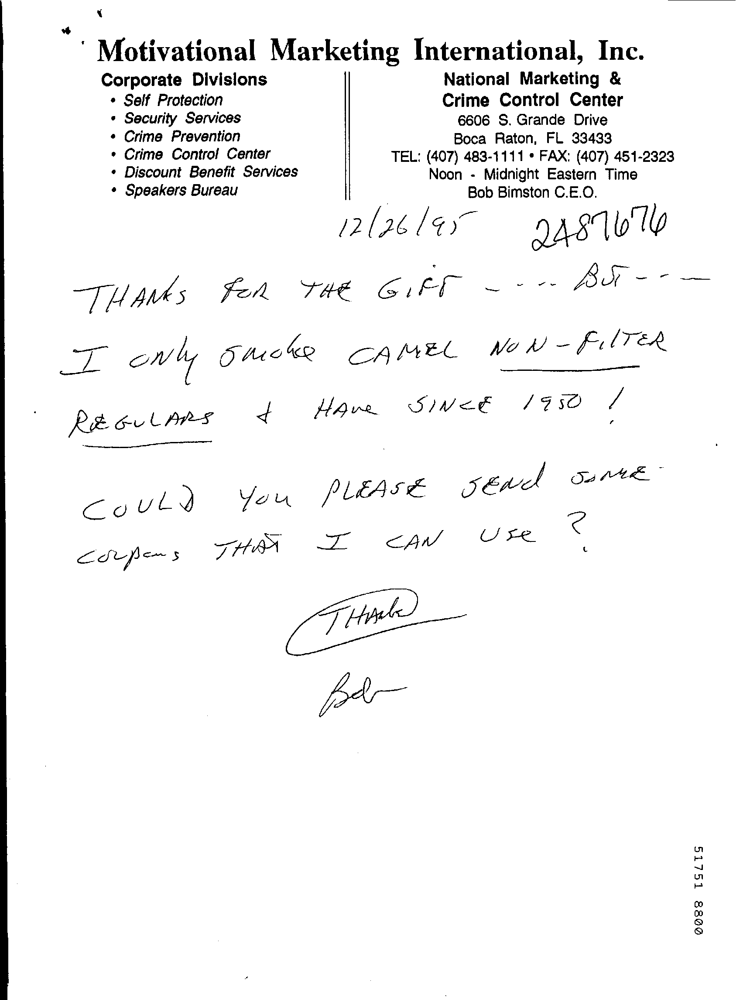 Motivational Marketing International, Inc.
Corporate Divisions
• Self Protection
• Security Services
• Crime Prevention
• Crime Control Center
• Discount Benefit Services
• Speakers Bureau
National Marketing &
Crime Control Center
6606 S. Grande Drive
Boca Raton, FL 33433
TEL: (407) 483-1111 • FAX: (407) 451-2323
Noon - Midnight Eastern Time
Bob Bimston C.E.O.
12/26/95 2487676
THANKS FOR THE GIFT - - - - BUT - - -
I ONLY SMOKE CAMEL NON-FILTER
REGULARS & HAVE SINCE 1950!
COULD YOU PLEASE SEND SOME
COUPONS THAT I CAN USE?
THANKS
Bob
51751 8800